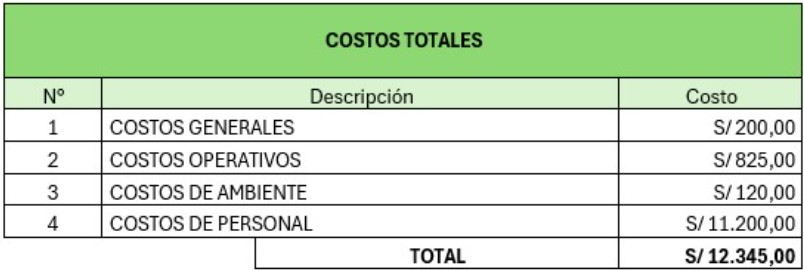 COSTOS TOTALES
Nº Descripción Costo
1 COSTOS GENERALES S/ 200,00
2 COSTOS OPERATIVOS S/ 825,00
3 COSTOS DE AMBIENTE S/ 120,00
4 COSTOS DE PERSONAL S/ 11.200,00
TOTAL S/ 12.345,00